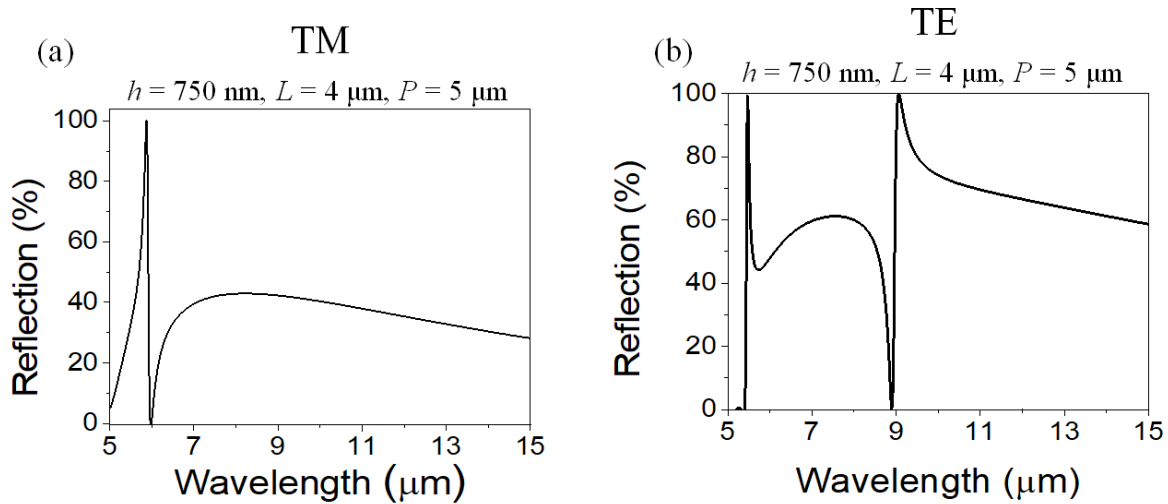 (a)
TM
h = 750 nm, L = 4 μm, P = 5 μm
100
80
60
40
20
0
Reflection (%)
5 7 9 11 13 15
Wavelength (μm)
(b)
TE
h = 750 nm, L = 4 μm, P = 5 μm
100
80
60
40
20
0
Reflection (%)
5 7 9 11 13 15
Wavelength (μm)